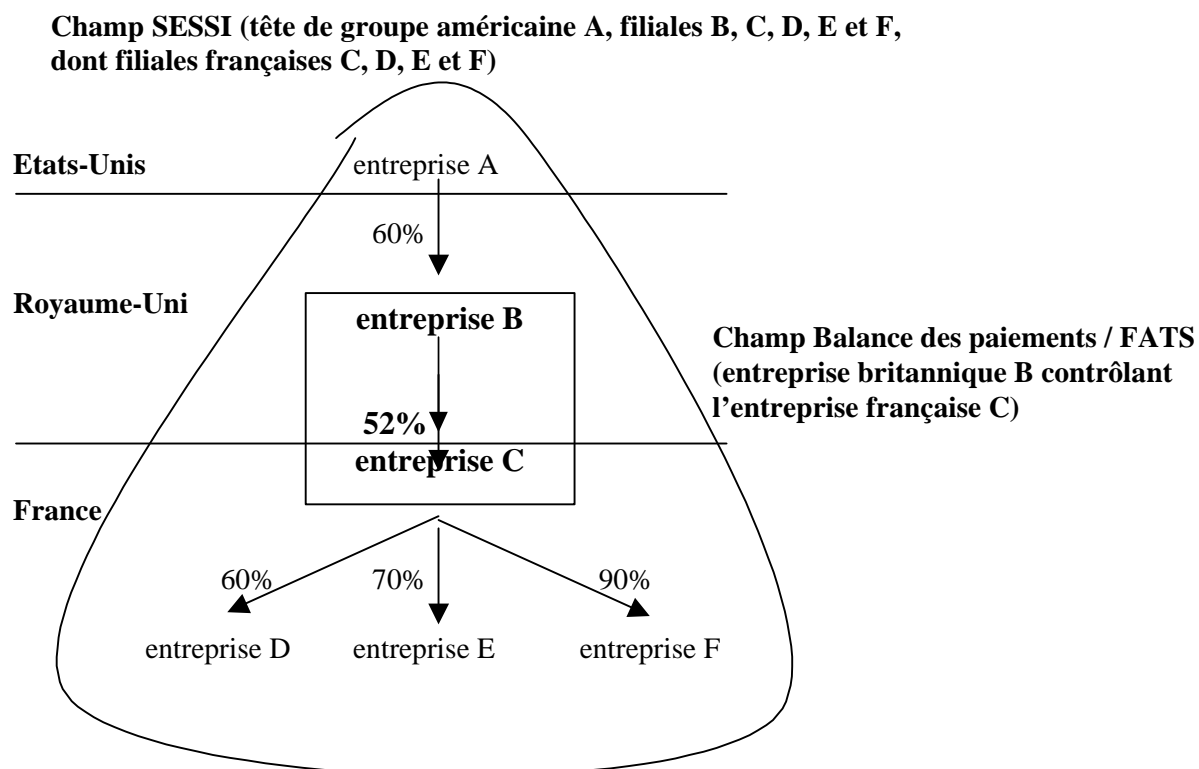 Champ SESSI (tête de groupe américaine A, filiales B, C, D, E et F,
dont filiales françaises C, D, E et F)
Etats-Unis
entreprise A
60%
Royaume-Uni
entreprise B
Champ Balance des paiements / FATS
(entreprise britannique B contrôlant
l'entreprise française C)
52%
entreprise C
France
60%
70%
90%
entreprise D
entreprise E
entreprise F